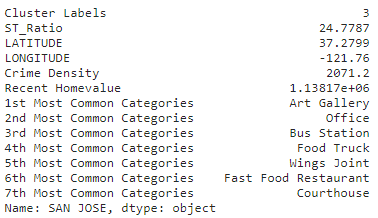 Cluster Labels 3
ST_Ratio 24.7787
LATITUDE 37.2799
LONGITUDE -121.76
Crime Density 2071.2
Recent Homevalue 1.13817e+06
1st Most Common Categories Art Gallery
2nd Most Common Categories Office
3rd Most Common Categories Bus Station
4th Most Common Categories Food Truck
5th Most Common Categories Wings Joint
6th Most Common Categories Fast Food Restaurant
7th Most Common Categories Courthouse
Name: SAN JOSE, dtype: object